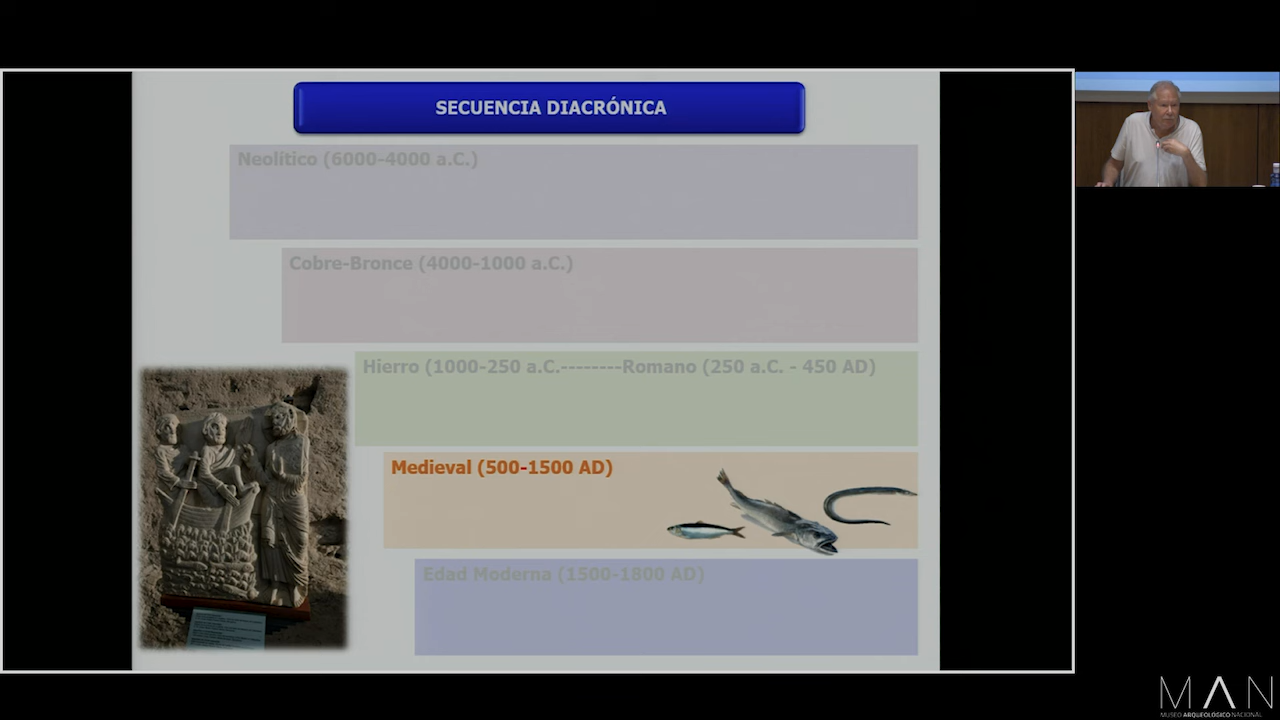 SECUENCIA DIACRÓNICA
Neolítico (6000-4000 a.C.)
Cobre-Bronce (4000-1000 a.C.)
Hierro (1000-250 a.C.--------Romano (250 a.C. - 450 AD)
Medieval (500-1500 AD)
Edad Moderna (1500-1800 AD)
MAN
MUSEO ARQUEOLÓGICO NACIONAL